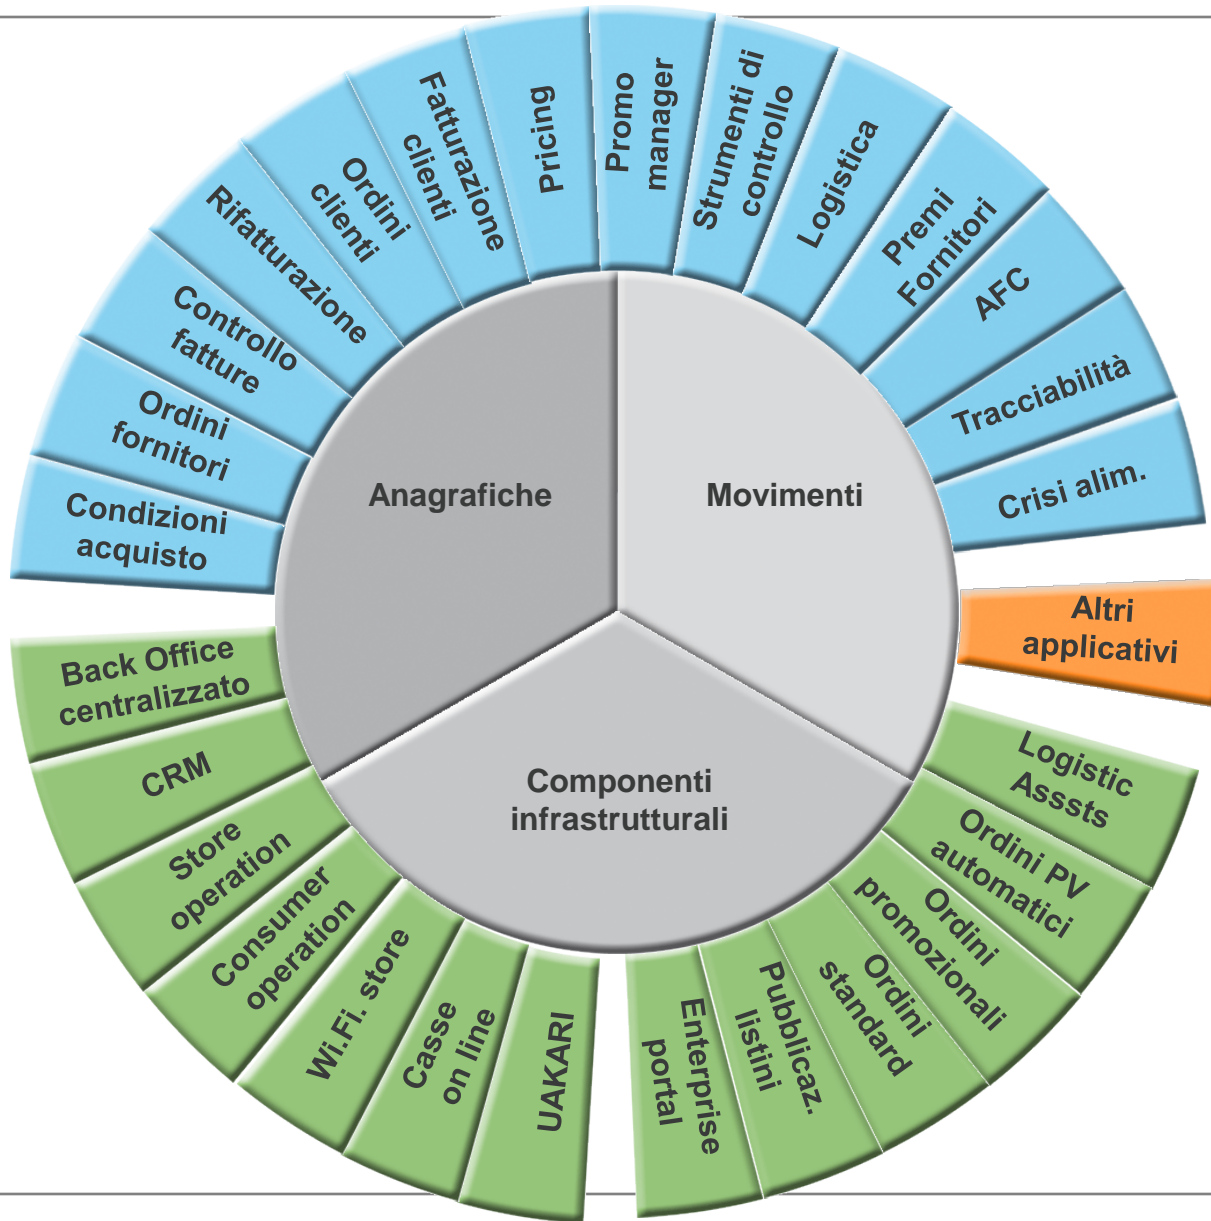 Condizioni
acquisto
Ordini
fornitori
Controllo
fatture
Rifatturazione
Ordini
clienti
Fatturazione
clienti
Pricing
Promo
manager
Strumenti di
controllo
Logistica
Premi
Fornitori
AFC
Tracciabilità
Crisi alim.
Altri
applicativi
Anagrafiche
Movimenti
Componenti
infrastrutturali
Back Office
centralizzato
CRM
Store
operation
Consumer
operation
Wi.Fi. store
Casse
on line
UAKARI
Enterprise
portal
Pubblicaz.
listini
Ordini
standard
Ordini
promozionali
Ordini PV
automatici
Logistic
Asssts